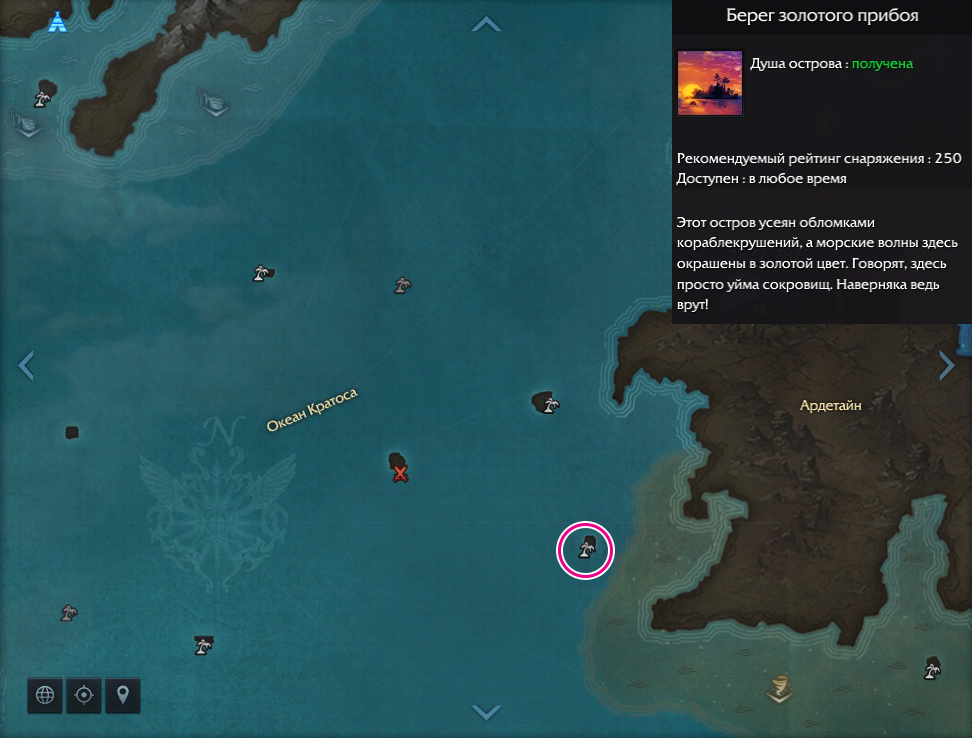 Берег золотого прибоя
Душа острова : получена
Рекомендуемый рейтинг снаряжения : 250
Доступен : в любое время
Этот остров усеян обломками
кораблекрушений, а морские волны здесь
окрашены в золотой цвет. Говорят, здесь
просто уйма сокровищ. Наверняка ведь
врут!
Океан Кратоса
Ардетайн
N